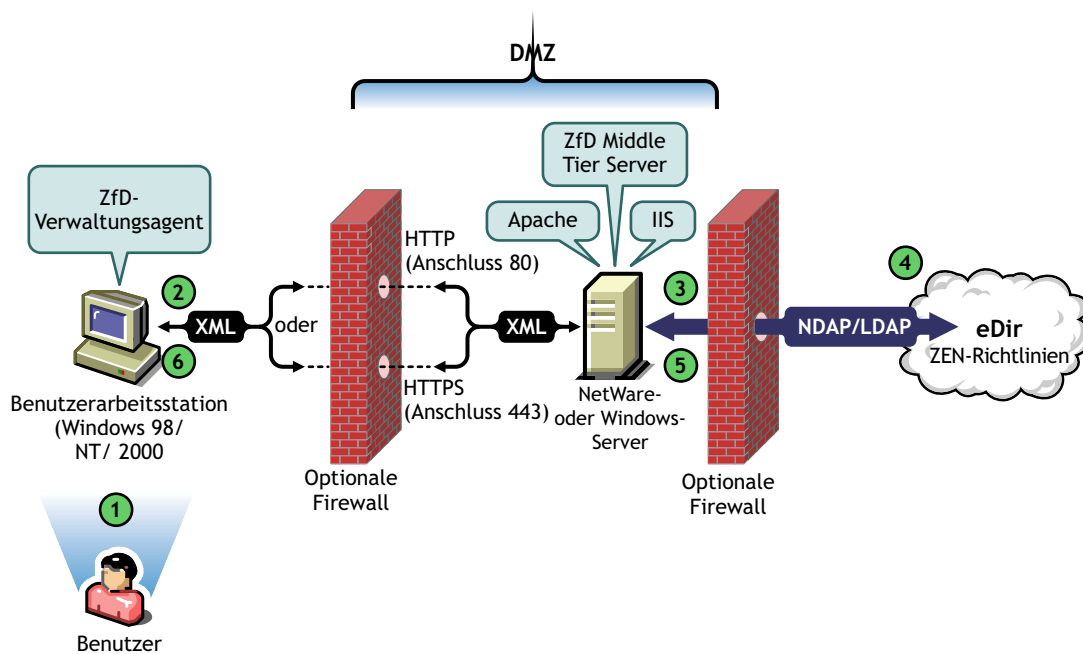 DMZ
ZfD Middle
Tier Server
ZfD-
Verwaltungsagent
Apache
IIS
HTTP
(Anschluss 80)
2
XML
oder
XML
3
NDAP/LDAP
4
eDir
ZEN-Richtlinien
6
5
HTTPS
(Anschluss 443)
Benutzerarbeitsstation
(Windows 98/
NT/ 2000
NetWare-
oder Windows-
Server
Optionale
Firewall
Optionale
Firewall
1
Benutzer